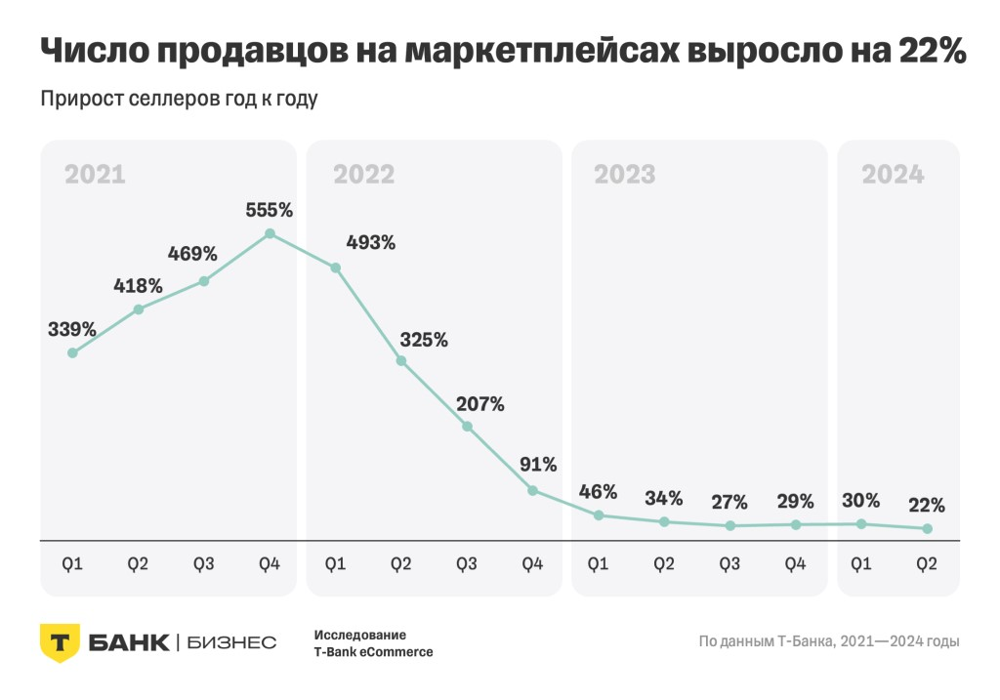 Число продавцов на маркетплейсах выросло на 22%
Прирост селлеров год к году
2021
2022
2023
2024
339%
418%
469%
555%
493%
325%
207%
91%
46%
34%
27%
29%
30%
22%
Q1 Q2 Q3 Q4 Q1 Q2 Q3 Q4 Q1 Q2 Q3 Q4 Q1 Q2
Т БАНК | БИЗНЕС
Исследование
T-Bank eCommerce
По данным Т-Банка, 2021—2024 годы